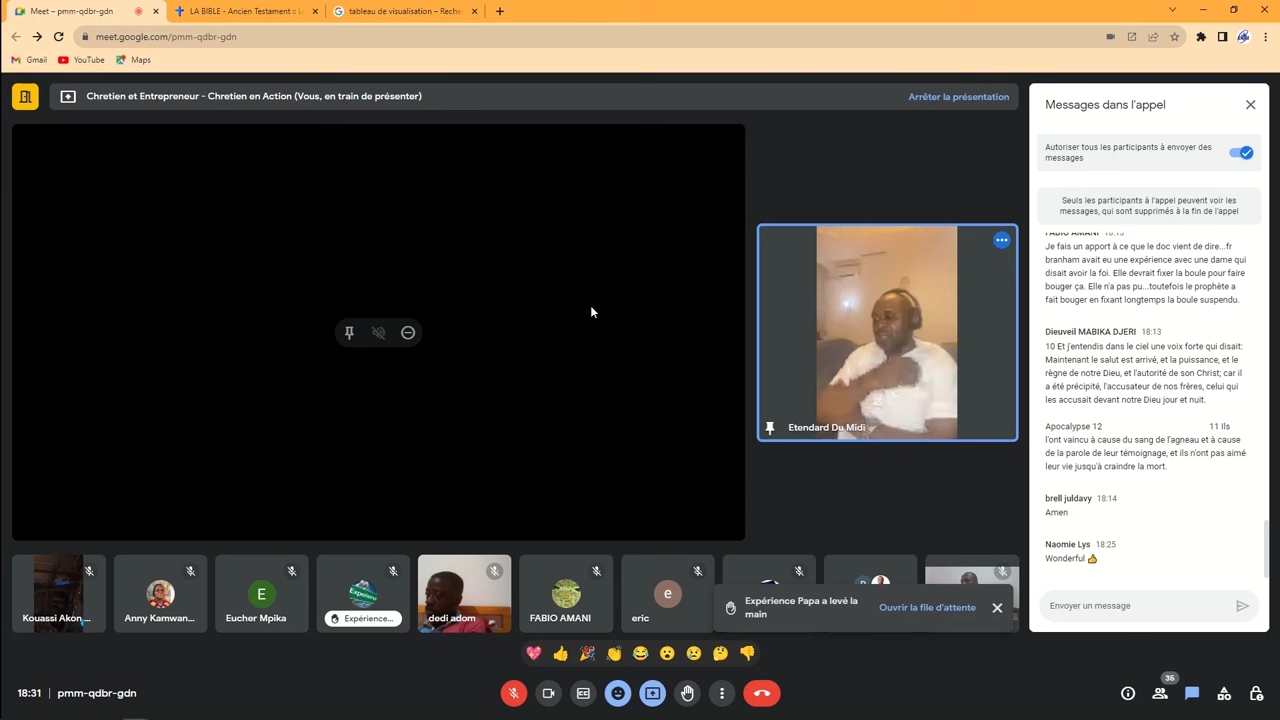 Meet – pmm-qdbr-gdn
LA BIBLE - Ancien Testament
tableau de visualisation – Reche
meet.google.com/pmm-qdbr-gdn
Gmail
YouTube
Maps
Chretien et Entrepreneur - Chretien en Action (Vous, en train de présenter)
Arrêter la présentation
Etendard Du Midi
Kouassi Akon_...
Anny Kamwan...
E
Eucher Mpika
Expérience...
dedi adom
FABIO AMANI
e
eric
Expérience Papa a levé la
main
Ouvrir la file d'attente
18:31
pmm-qdbr-gdn
35
Messages dans l'appel
Autoriser tous les participants à envoyer des
messages
Seuls les participants à l'appel peuvent voir les
messages, qui sont supprimés à la fin de l'appel
FABIO AMANI 18:13
Je fais un apport à ce que le doc vient de dire...fr
branham avait eu une expérience avec une dame qui
disait avoir la foi. Elle devrait fixer la boule pour faire
bouger ça. Elle n'a pas pu...toutefois le prophète a
fait bouger en fixant longtemps la boule suspendu.
Dieuveil MABIKA DJERI 18:13
10 Et j'entendis dans le ciel une voix forte qui disait:
Maintenant le salut est arrivé, et la puissance, et le
règne de notre Dieu, et l'autorité de son Christ; car il
a été précipité, l'accusateur de nos frères, celui qui
les accusait devant notre Dieu jour et nuit.
Apocalypse 12 11 Ils
l'ont vaincu à cause du sang de l'agneau et à cause
de la parole de leur témoignage, et ils n'ont pas aimé
leur vie jusqu'à craindre la mort.
brell juldavy 18:14
Amen
Naomie Lys 18:25
Wonderful 👍
Envoyer un message